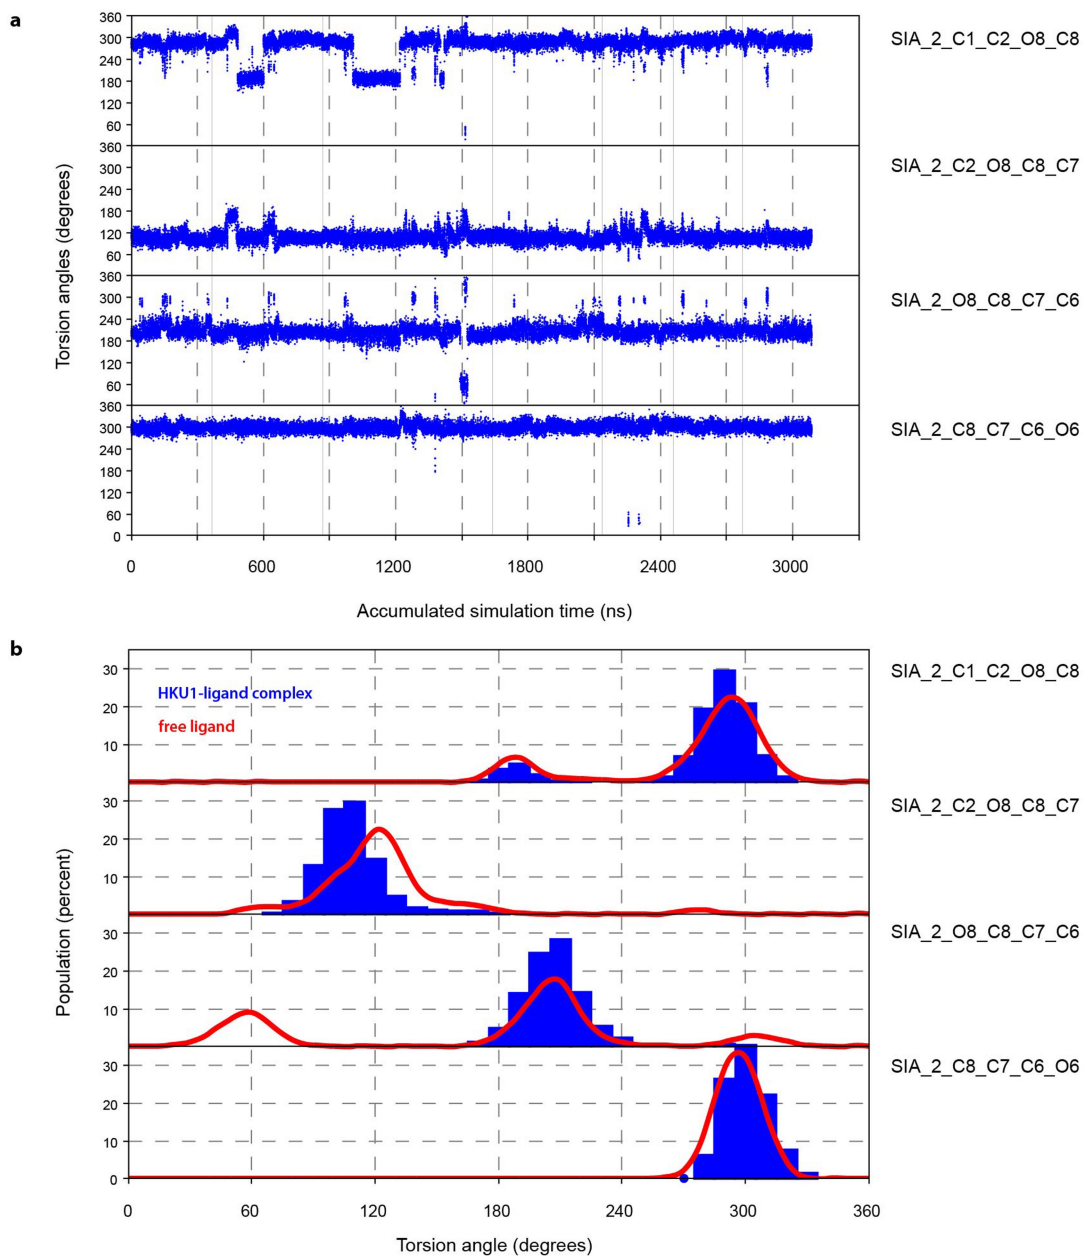 a
360
300
240
180
120
60
SIA_2_C1_C2_O8_C8
360
300
240
180
120
60
SIA_2_C2_O8_C8_C7
360
300
240
180
120
60
SIA_2_O8_C8_C7_C6
360
300
240
180
120
60
0
SIA_2_C8_C7_C6_O6
Torsion angles (degrees)
0 600 1200 1800 2400 3000
Accumulated simulation time (ns)
b
30
20
10
SIA_2_C1_C2_O8_C8
HKU1-ligand complex
free ligand
30
20
10
SIA_2_C2_O8_C8_C7
30
20
10
SIA_2_O8_C8_C7_C6
30
20
10
0
SIA_2_C8_C7_C6_O6
Population (percent)
0 60 120 180 240 300 360
Torsion angle (degrees)